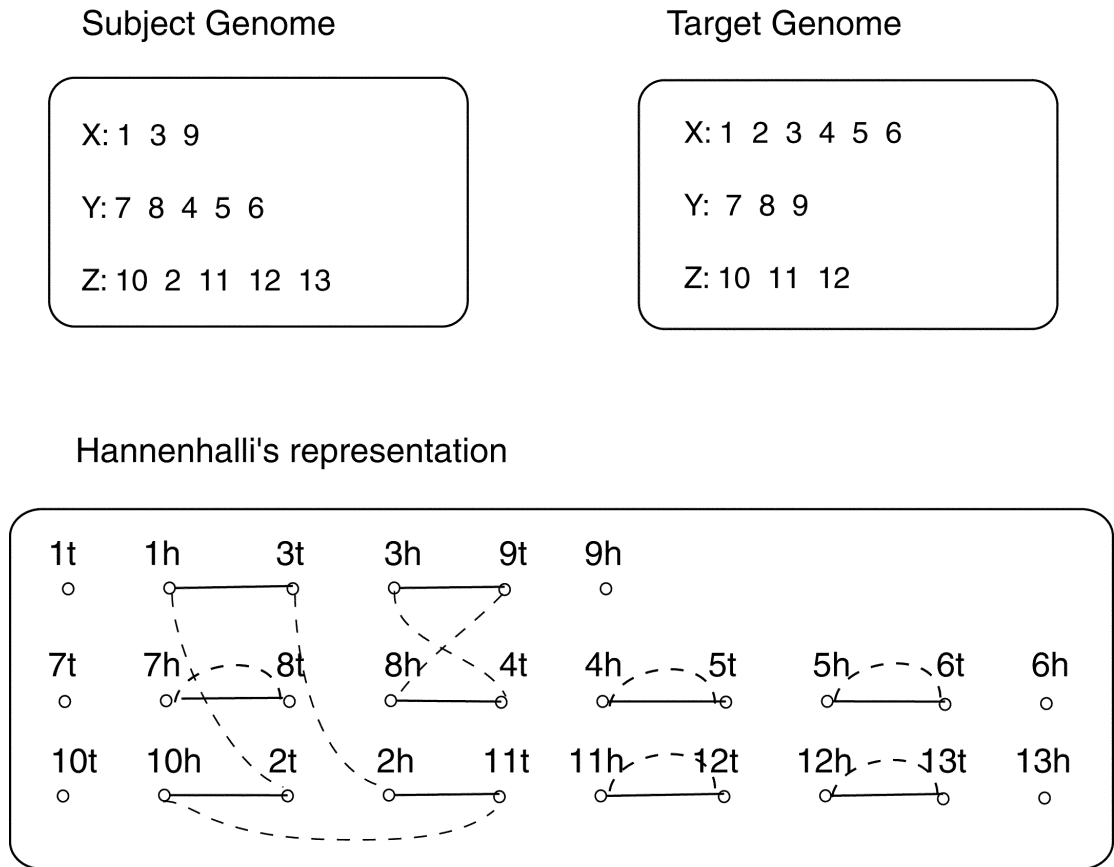 Subject Genome Target Genome
X: 1 3 9 X: 1 2 3 4 5 6
Y: 7 8 4 5 6 Y: 7 8 9
Z: 10 2 11 12 13 Z: 10 11 12
Hannenhalli's representation
1t 1h 3t 3h 9t 9h
7t 7h 8t 8h 4t 4h 5t 5h 6t 6h
10t 10h 2t 2h 11t 11h 12t 12h 13t 13h